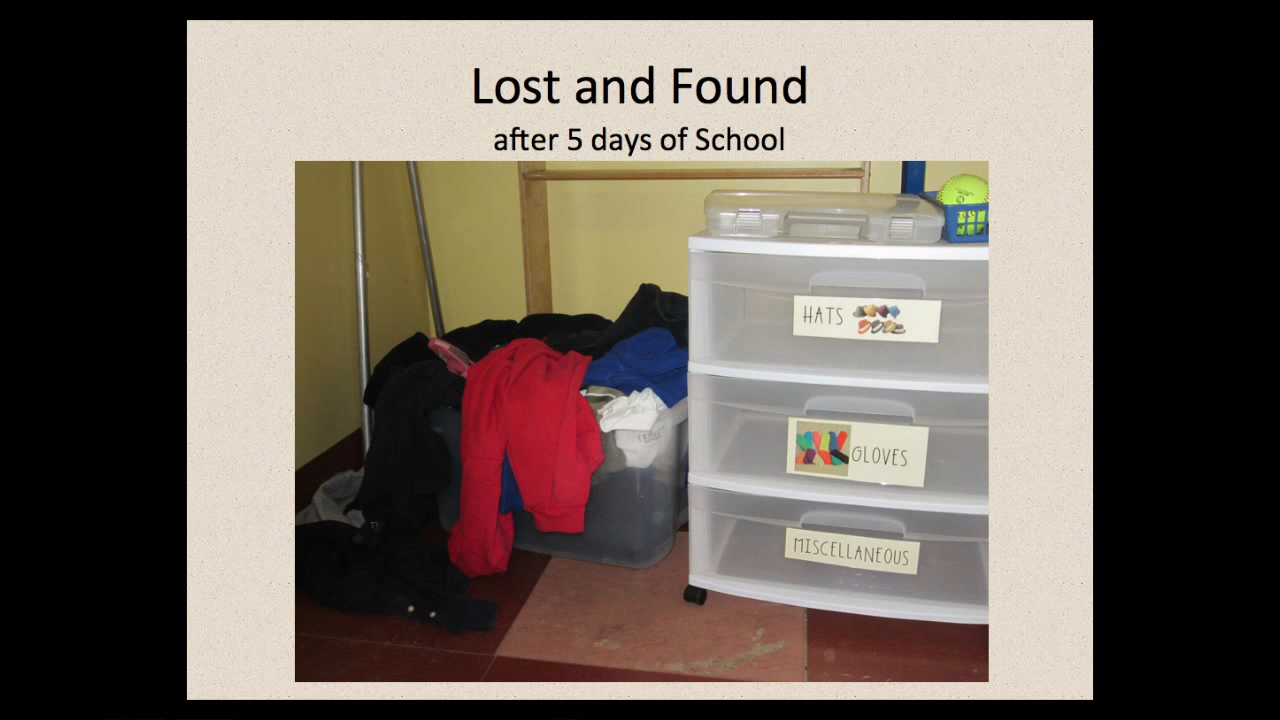 Lost and Found
after 5 days of School
HATS
GLOVES
MISCELLANEOUS